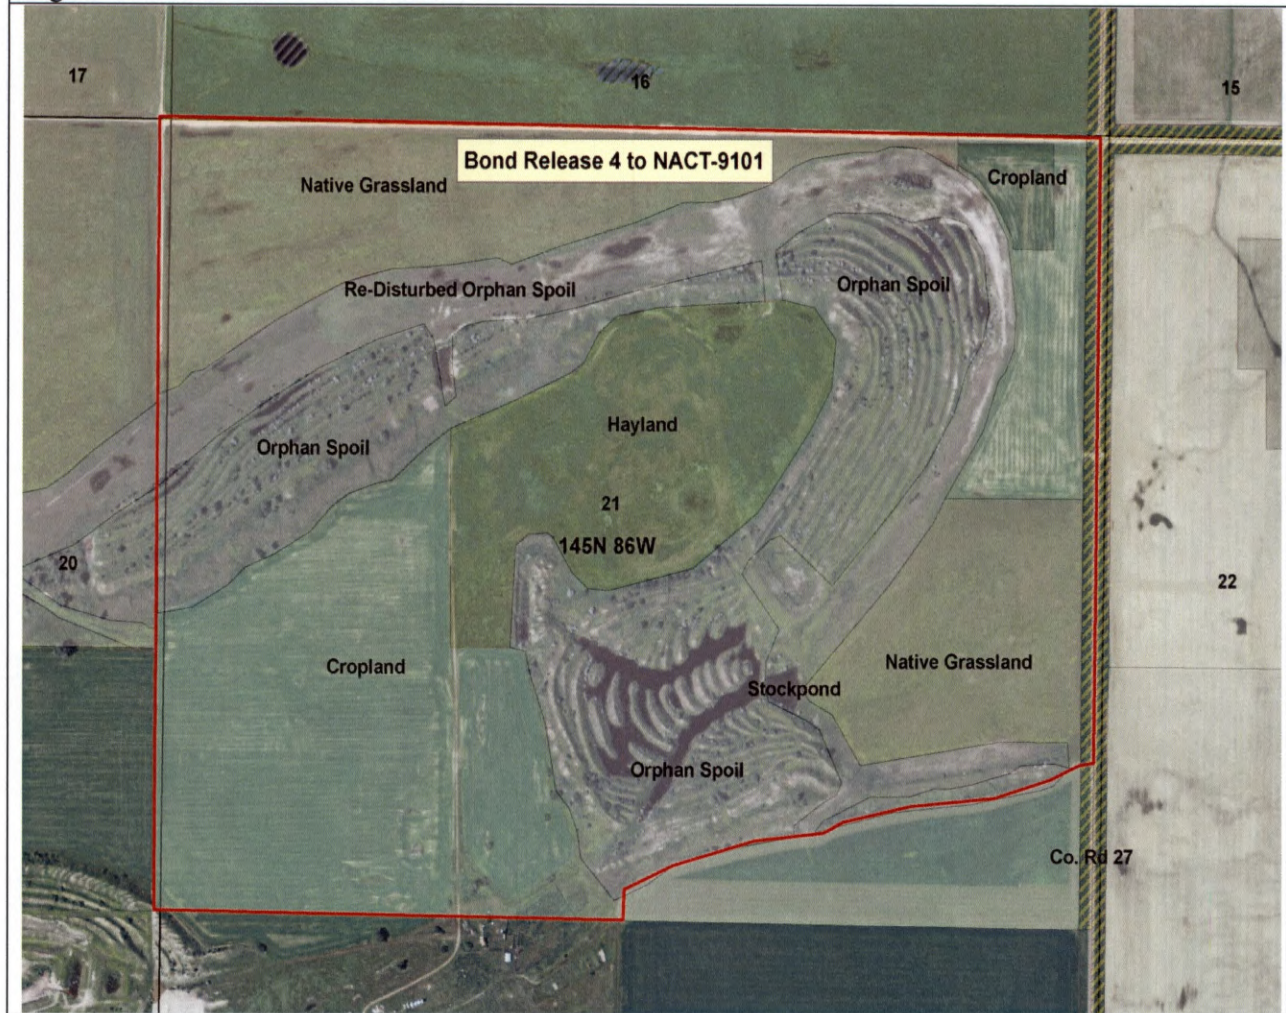 17
16
15
Bond Release 4 to NACT-9101
Native Grassland
Cropland
Re-Disturbed Orphan Spoil
Orphan Spoil
Hayland
Orphan Spoil
21
145N 86W
20
22
Cropland
Native Grassland
Stockpond
Orphan Spoil
Co. Rd 27